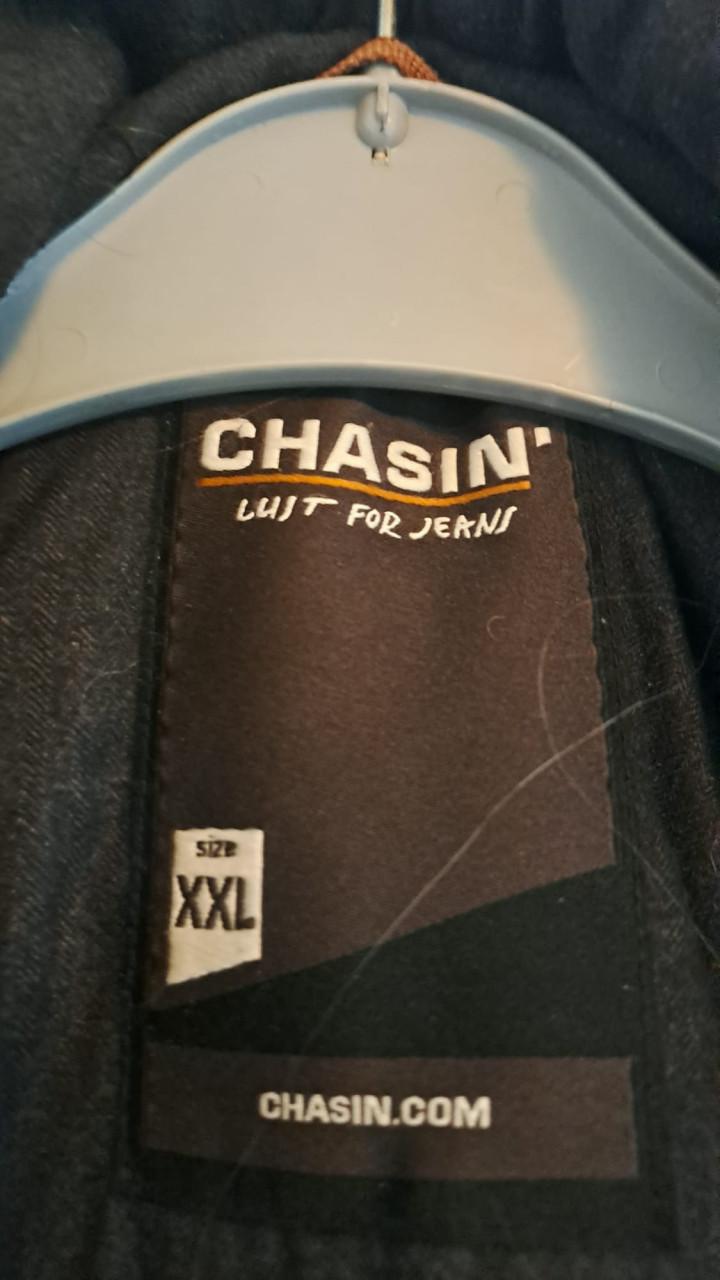 CHASIN'
LUST FOR JEANS
SIZE
XXL
CHASIN.COM